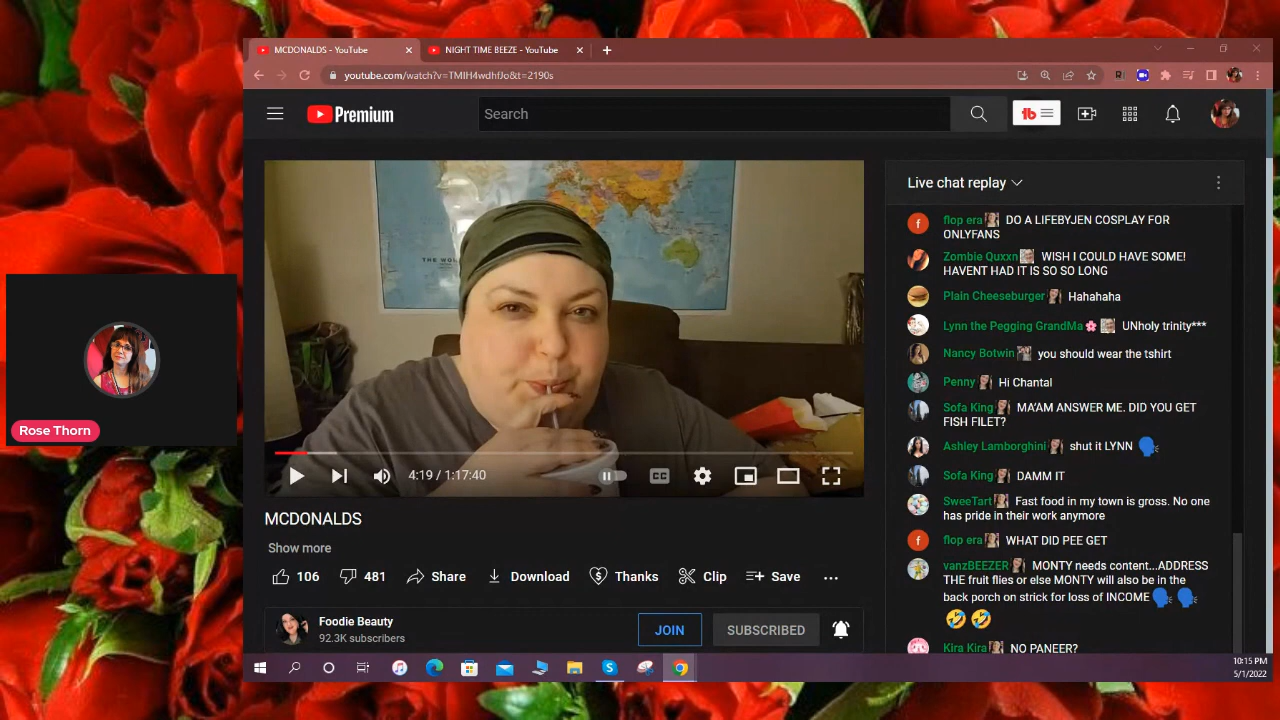 MCDONALDS - YouTube
NIGHT TIME BEEZE - YouTube
youtube.com/watch?v=TMIH4wdhfJo&t=2190s
Premium
Search
Live chat replay
THE WO
flop era DO A LIFEBYJEN COSPLAY FOR
ONLYFANS
Zombie Quxxn WISH I COULD HAVE SOME!
HAVENT HAD IT IS SO SO LONG
Plain Cheeseburger Hahahaha
Lynn the Pegging GrandMa🌸 UNholy trinity***
Nancy Botwin you should wear the tshirt
Penny Hi Chantal
Sofa King MA'AM ANSWER ME. DID YOU GET
FISH FILET?
Ashley Lamborghini shut it LYNN 🗣️
Sofa King DAMM IT
SweeTart Fast food in my town is gross. No one
has pride in their work anymore
flop era WHAT DID PEE GET
vanzBEEZER MONTY needs content...ADDRESS
THE fruit flies or else MONTY will also be in the
back porch on strick for loss of INCOME 🗣️ 🗣️
🤣 🤣
Kira Kira NO PANEER?
Rose Thorn
4:19 / 1:17:40
CC
MCDONALDS
Show more
106
481
Share
Download
Thanks
Clip
Save
Foodie Beauty
92.3K subscribers
JOIN
SUBSCRIBED
10:15 PM
5/1/2022